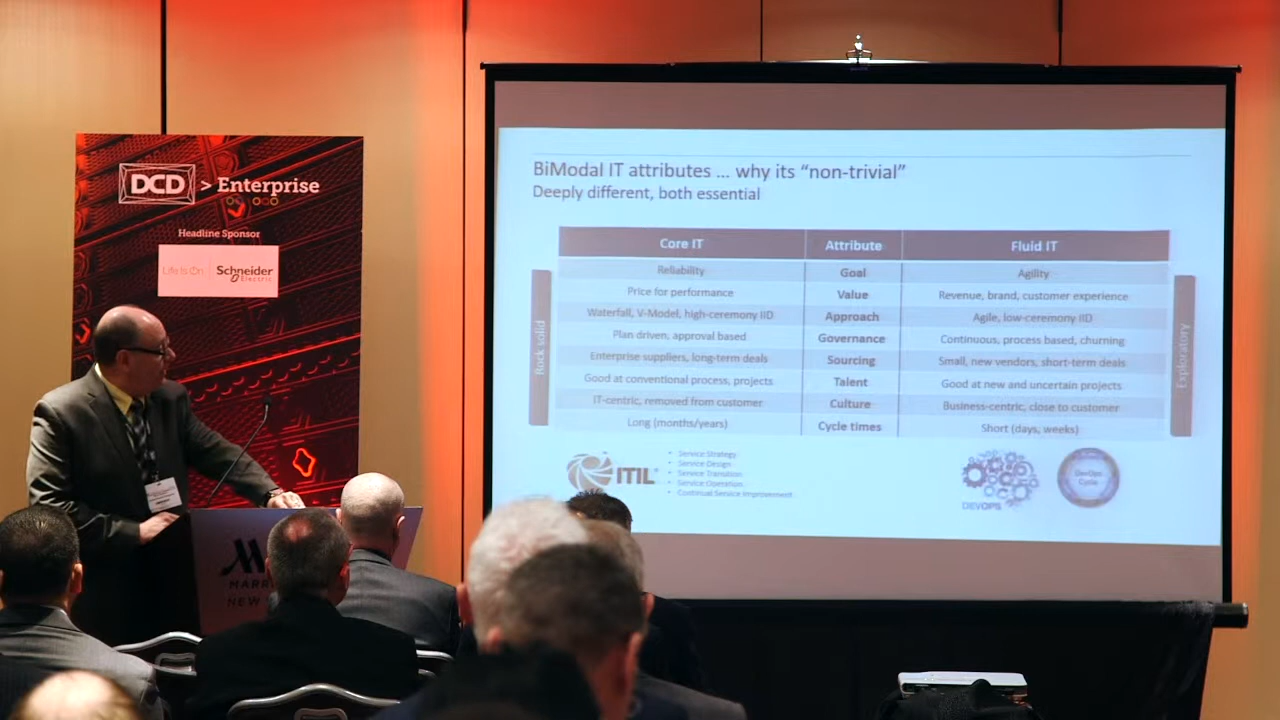 DCD > Enterprise
Headline Sponsor
Life Is On Schneider
Electric
MARR
NEW
BiModal IT attributes ... why its “non-trivial”
Deeply different, both essential
Core IT Attribute Fluid IT
Reliability Goal Agility
Price for performance Value Revenue, brand, customer experience
Waterfall, V-Model, high-ceremony IID Approach Agile, low-ceremony IID
Plan driven, approval based Governance Continuous, process based, churning
Enterprise suppliers, long-term deals Sourcing Small, new vendors, short-term deals
Good at conventional process, projects Talent Good at new and uncertain projects
IT-centric, removed from customer Culture Business-centric, close to customer
Long (months/years) Cycle times Short (days, weeks)
Rock solid
Exploratory
ITIL
• Service Strategy
• Service Design
• Service Transition
• Service Operation
• Continual Service Improvement
DEVOPS
DevOps
Cycle